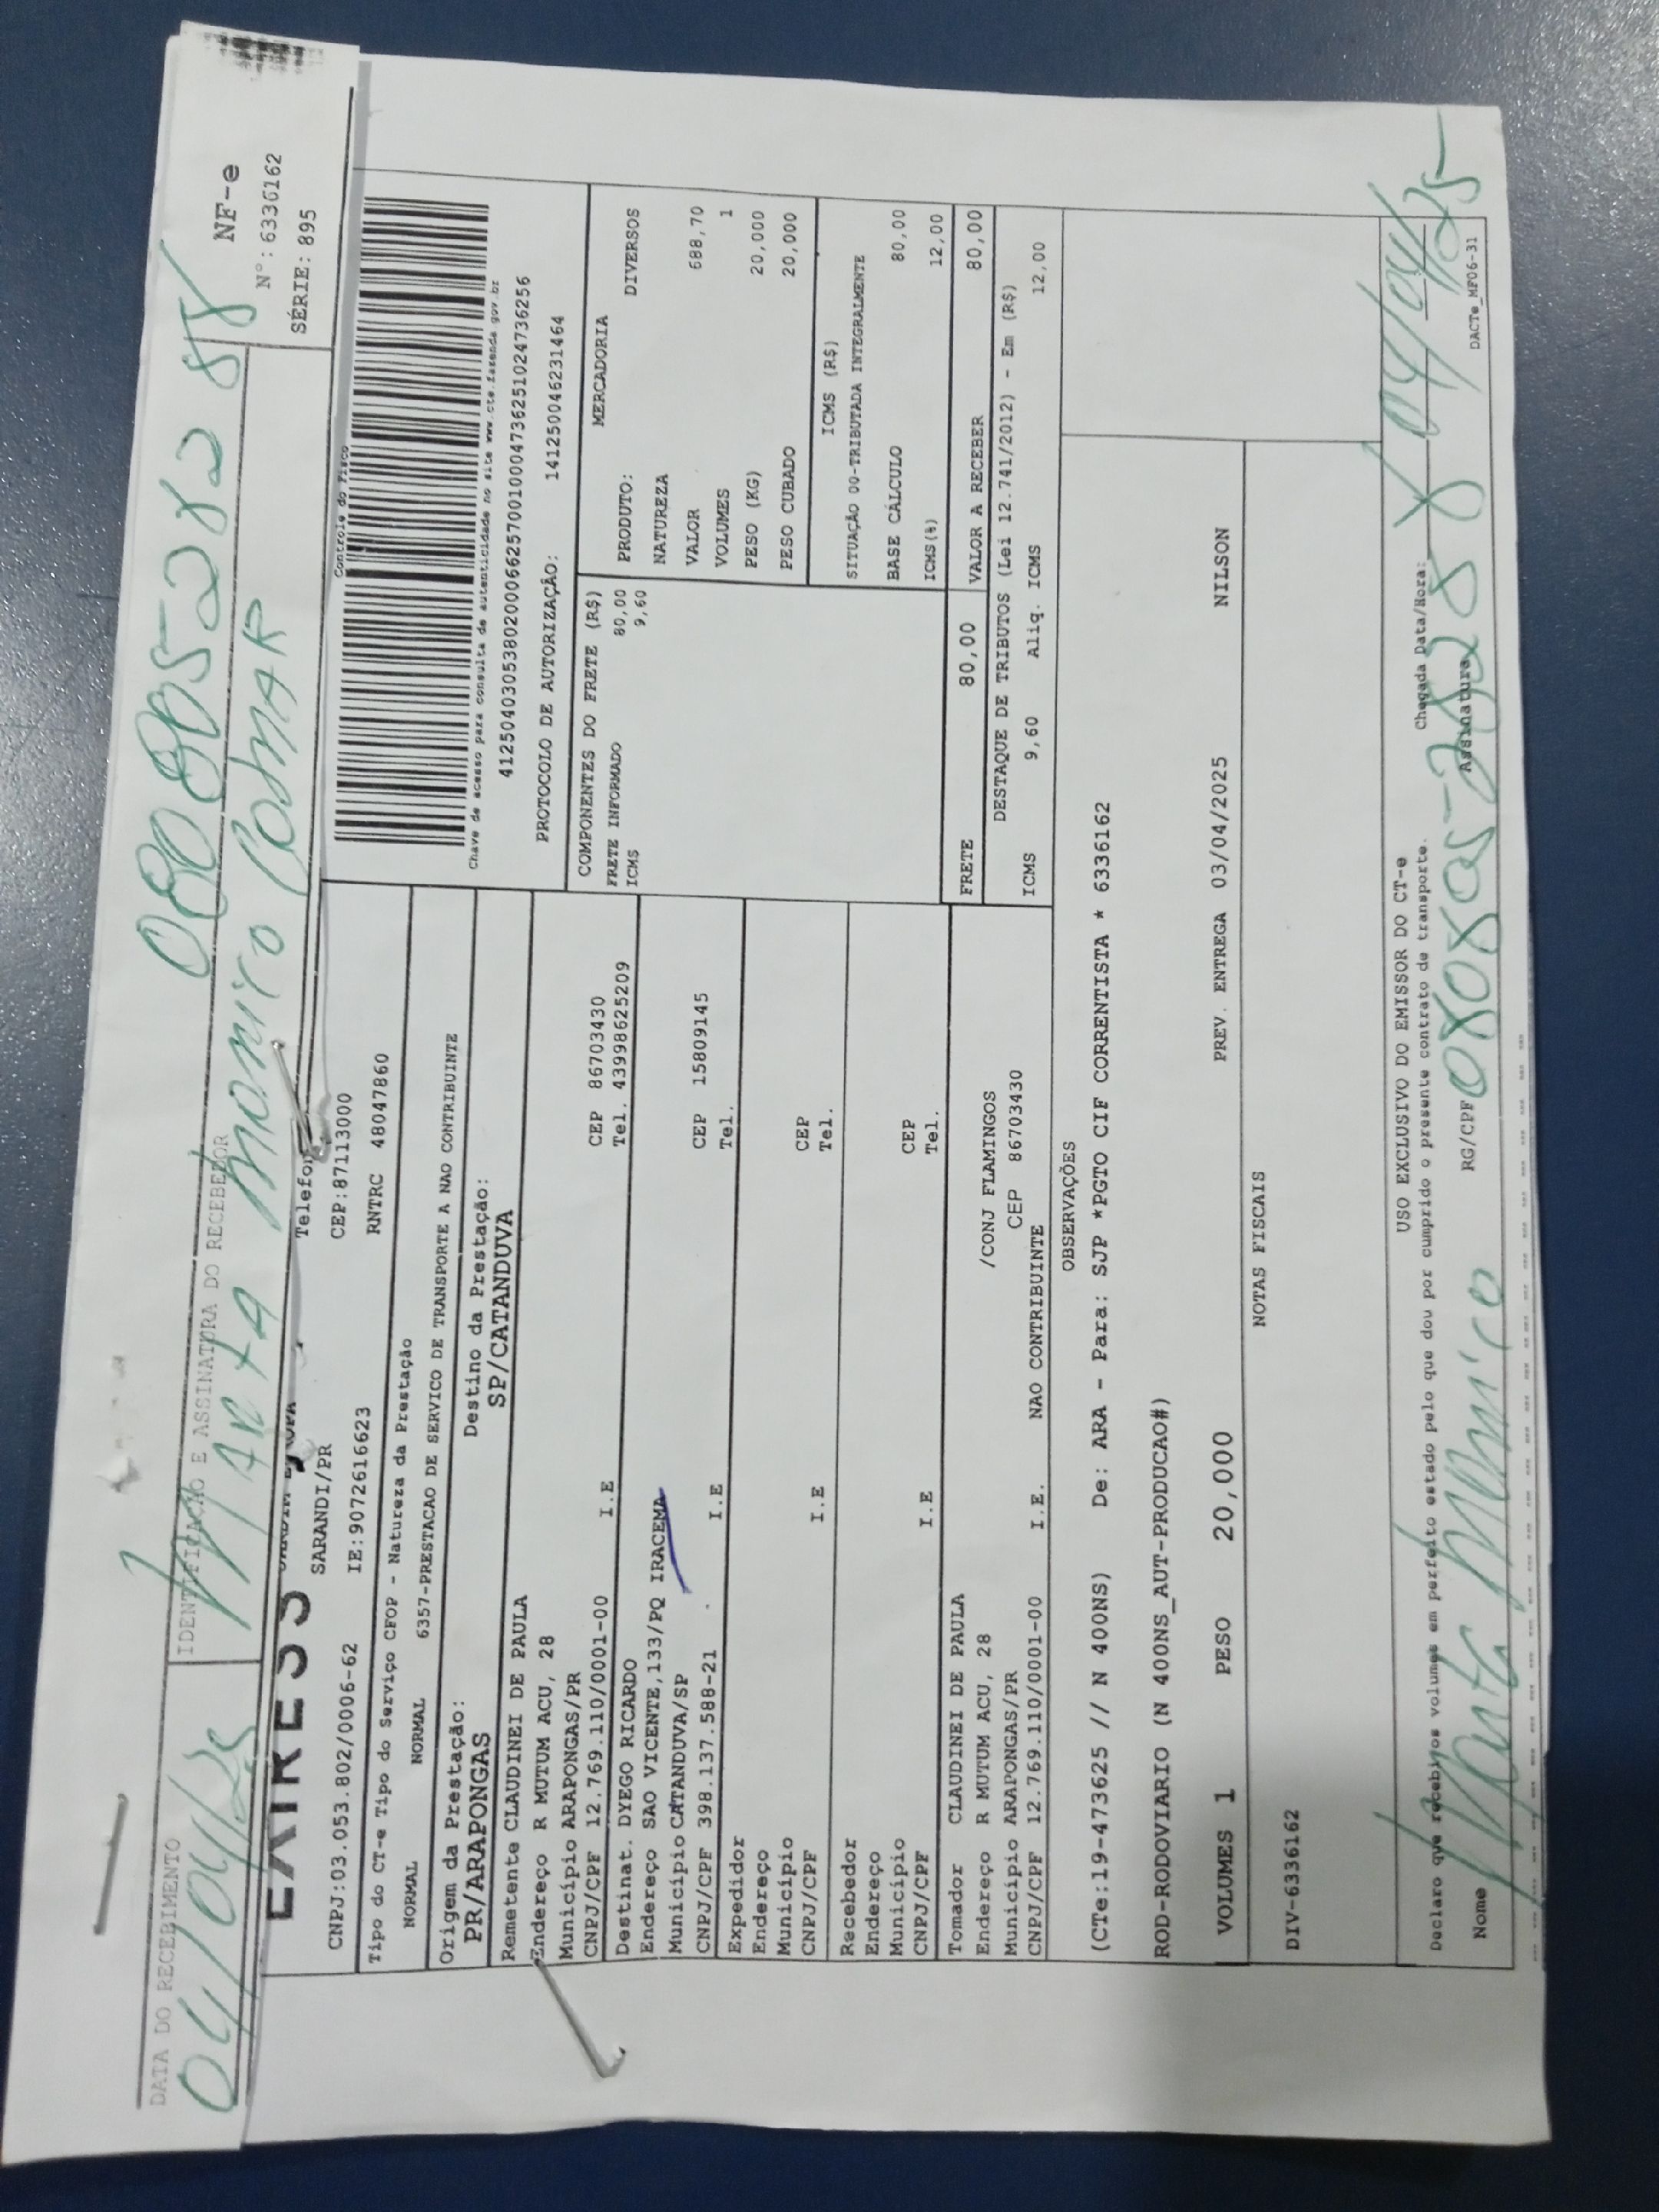 DATA DO RECEBIMENTO
04/04/25
IDENTIFICAÇÃO E ASSINATURA DO RECEBEDOR
MARTA
NF-e
Nº:6336162
SÉRIE: 895
SARANDI/PR
CNPJ:03.053.802/0006-62 IE:9072616623 CEP:87113000
Tipo do CT-e Tipo do Serviço CFOP - Natureza da Prestação RNTRC 48047860
NORMAL NORMAL 6357-PRESTACAO DE SERVICO DE TRANSPORTE A NAO CONTRIBUINTE
Origem da Prestação: Destino da Prestação:
PR/ARAPONGAS SP/CATANDUVA
Controle do Fisco
Chave de acesso para consulta de autenticidade no site www.cte.fazenda.gov.br
41250403053802000662570010004736251024736256
PROTOCOLO DE AUTORIZAÇÃO: 141250046231464
Remetente CLAUDINEI DE PAULA
Endereço R MUTUM ACU, 28
Município ARAPONGAS/PR CEP 86703430
CNPJ/CPF 12.769.110/0001-00 I.E Tel. 43998625209
Destinat. DYEGO RICARDO
Endereço SAO VICENTE,133/PQ IRACEMA
Município CATANDUVA/SP CEP 15809145
CNPJ/CPF 398.137.588-21 I.E Tel.
Expedidor
Endereço
Município CEP
CNPJ/CPF I.E Tel.
Recebedor
Endereço
Município CEP
CNPJ/CPF I.E Tel.
Tomador CLAUDINEI DE PAULA
Endereço R MUTUM ACU, 28 /CONJ FLAMINGOS
Município ARAPONGAS/PR CEP 86703430
CNPJ/CPF 12.769.110/0001-00 I.E. NAO CONTRIBUINTE
COMPONENTES DO FRETE (R$)
FRETE INFORMADO 80,00
ICMS 9,60
MERCADORIA
PRODUTO: DIVERSOS
NATUREZA
VALOR 688,70
VOLUMES 1
PESO (KG) 20,000
PESO CUBADO 20,000
ICMS (R$)
SITUAÇÃO 00-TRIBUTADA INTEGRALMENTE
BASE CÁLCULO 80,00
ICMS(%) 12,00
FRETE 80,00 VALOR A RECEBER 80,00
DESTAQUE DE TRIBUTOS (Lei 12.741/2012) - Em (R$)
ICMS 9,60 Aliq. ICMS 12,00
OBSERVAÇÕES
(CTe:19-473625 // N 400NS) De: ARA - Para: SJP *PGTO CIF CORRENTISTA * 6336162
ROD-RODOVIARIO (N 400NS_AUT-PRODUCAO#)
VOLUMES 1 PESO 20,000 PREV. ENTREGA 03/04/2025 NILSON
NOTAS FISCAIS
DIV-6336162
USO EXCLUSIVO DO EMISSOR DO CT-e
Declaro que recebi os volumes em perfeito estado pelo que dou por cumprido o presente contrato de transporte.
Chegada Data/Hora:
04/04/25
Nome RG/CPF Assinatura
DACTe_MP06-31